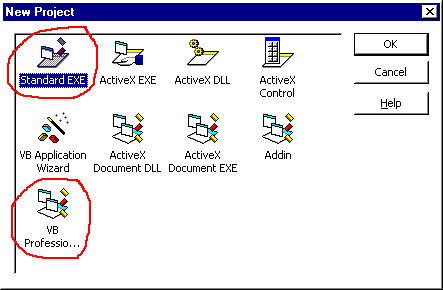 New Project
Standard EXE ActiveX EXE ActiveX DLL ActiveX
Control
OK
Cancel
Help
VB Application ActiveX ActiveX Addin
Wizard Document DLL Document EXE
VB
Professio...